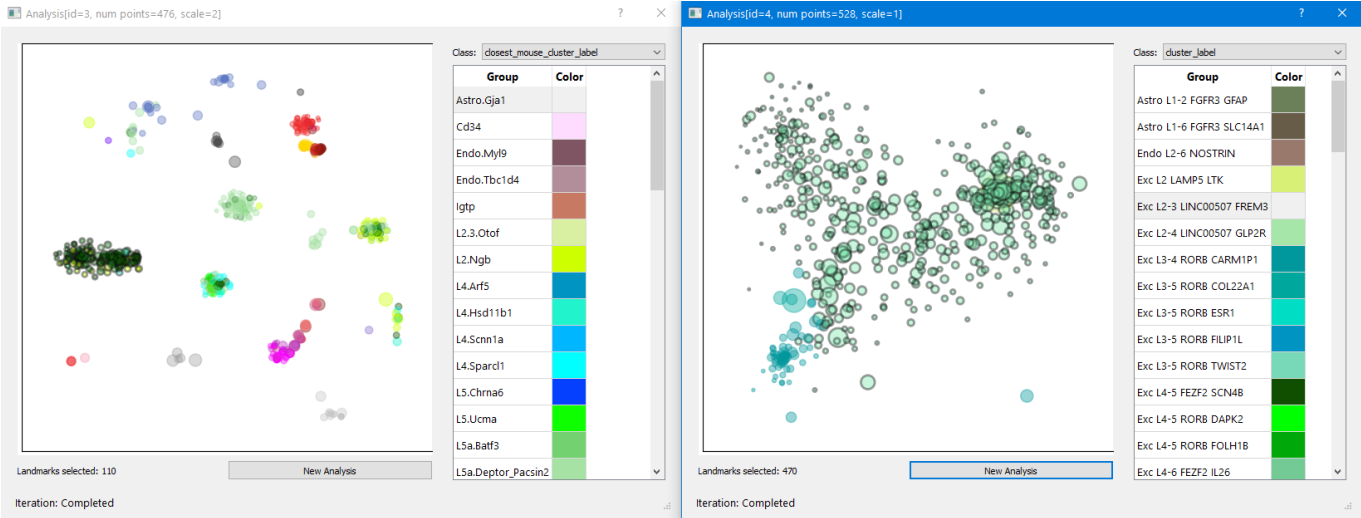 Analysis[id=3, num points=476, scale=2]
Class: closest_mouse_cluster_label
Group Color
Astro.Gja1
Cd34
Endo.Myl9
Endo.Tbc1d4
Igtp
L2.3.Otof
L2.Ngb
L4.Arf5
L4.Hsd11b1
L4.Scnn1a
L4.Sparcl1
L5.Chrna6
L5.Ucma
L5a.Batf3
L5a.Deptor_Pacsin2
Landmarks selected: 110
New Analysis
Iteration: Completed
Analysis[id=4, num points=528, scale=1]
Class: cluster_label
Group Color
Astro L1-2 FGFR3 GFAP
Astro L1-6 FGFR3 SLC14A1
Endo L2-6 NOSTRIN
Exc L2 LAMP5 LTK
Exc L2-3 LINC00507 FREM3
Exc L2-4 LINC00507 GLP2R
Exc L3-4 RORB CARM1P1
Exc L3-5 RORB COL22A1
Exc L3-5 RORB ESR1
Exc L3-5 RORB FILIP1L
Exc L3-5 RORB TWIST2
Exc L4-5 FEZF2 SCN4B
Exc L4-5 RORB DAPK2
Exc L4-5 RORB FOLH1B
Exc L4-6 FEZF2 IL26
Landmarks selected: 470
New Analysis
Iteration: Completed